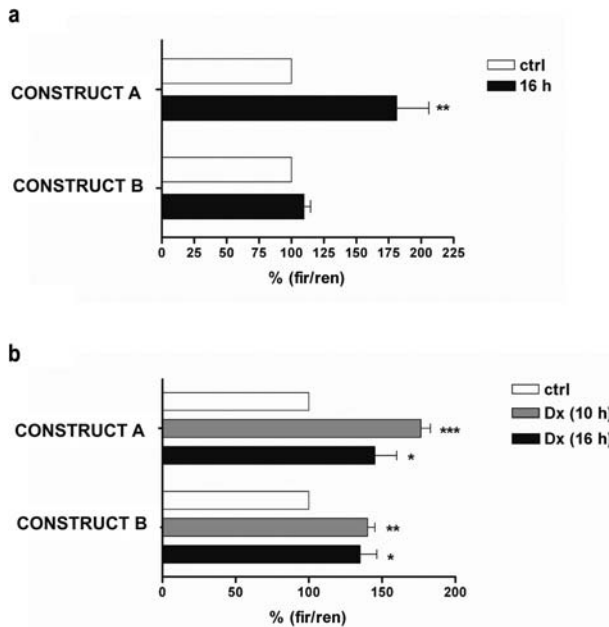 a
ctrl
16 h
CONSTRUCT A
**
CONSTRUCT B
0 25 50 75 100 125 150 175 200 225
% (fir/ren)
b
ctrl
Dx (10 h)
Dx (16 h)
CONSTRUCT A
***
*
CONSTRUCT B
**
*
0 50 100 150 200
% (fir/ren)